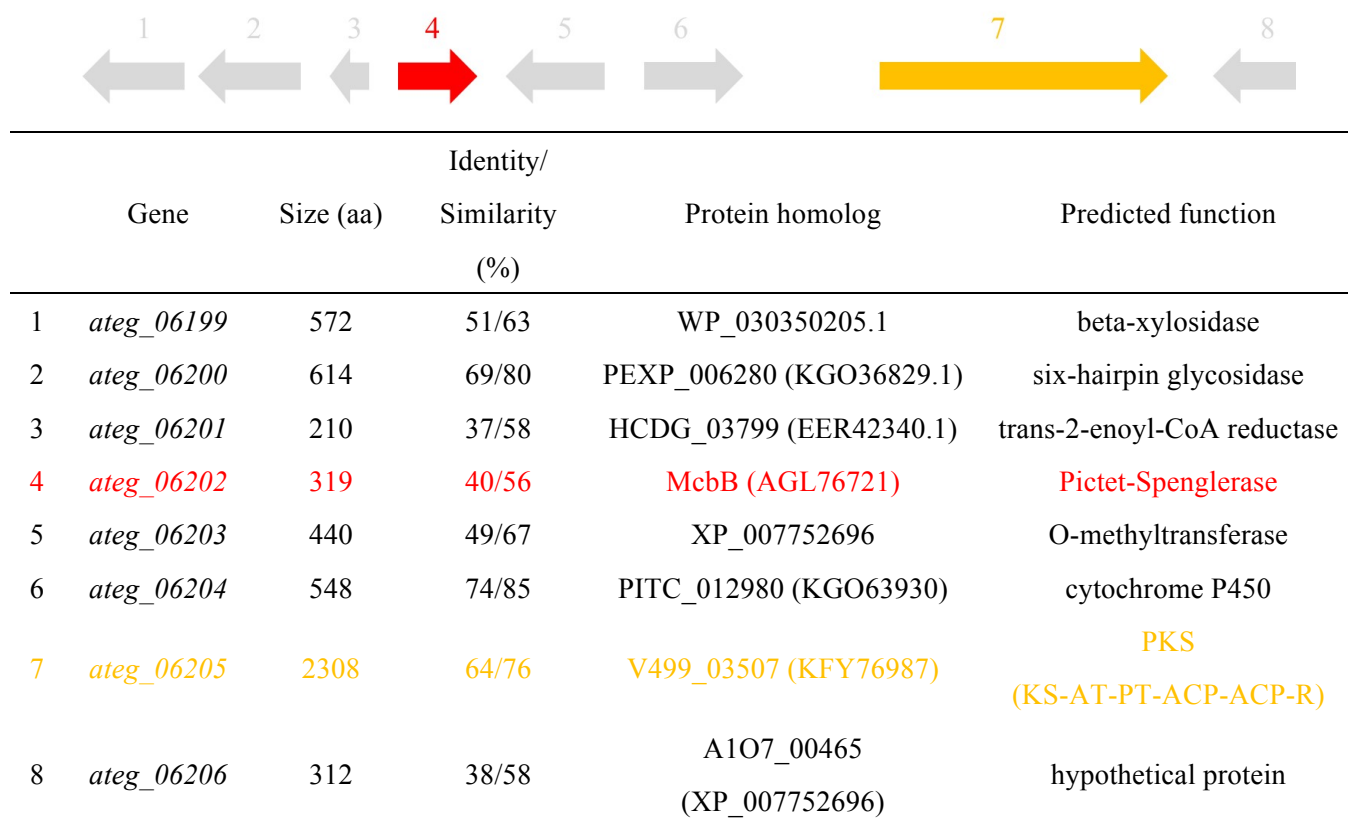 1 2 3 4 5 6 7 8
Identity/
Gene Size (aa) Similarity Protein homolog Predicted function
(%)
1 ateg_06199 572 51/63 WP_030350205.1 beta-xylosidase
2 ateg_06200 614 69/80 PEXP_006280 (KGO36829.1) six-hairpin glycosidase
3 ateg_06201 210 37/58 HCDG_03799 (EER42340.1) trans-2-enoyl-CoA reductase
4 ateg_06202 319 40/56 McbB (AGL76721) Pictet-Spenglerase
5 ateg_06203 440 49/67 XP_007752696 O-methyltransferase
6 ateg_06204 548 74/85 PITC_012980 (KGO63930) cytochrome P450
PKS
7 ateg_06205 2308 64/76 V499_03507 (KFY76987)
(KS-AT-PT-ACP-ACP-R)
A1O7_00465
8 ateg_06206 312 38/58 hypothetical protein
(XP_007752696)